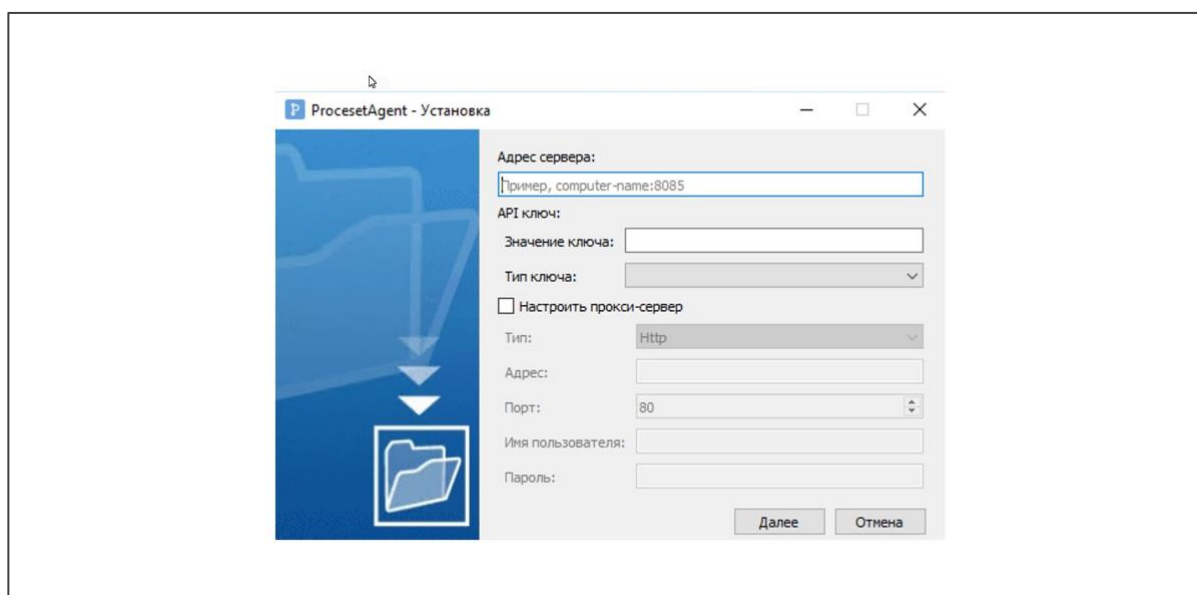 ProcesetAgent - Установка
Адрес сервера:
Пример, computer-name:8085
API ключ:
Значение ключа:
Тип ключа:
Настроить прокси-сервер
Тип: Http
Адрес:
Порт: 80
Имя пользователя:
Пароль:
Далее Отмена